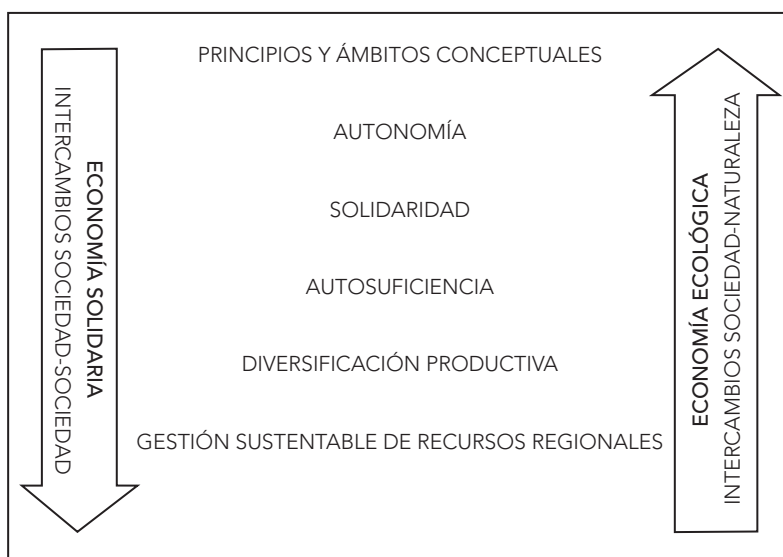 PRINCIPIOS Y ÁMBITOS CONCEPTUALES
ECONOMÍA SOLIDARIA
INTERCAMBIOS SOCIEDAD-SOCIEDAD
AUTONOMÍA
SOLIDARIDAD
AUTOSUFICIENCIA
DIVERSIFICACIÓN PRODUCTIVA
GESTIÓN SUSTENTABLE DE RECURSOS REGIONALES
ECONOMÍA ECOLÓGICA
INTERCAMBIOS SOCIEDAD-NATURALEZA